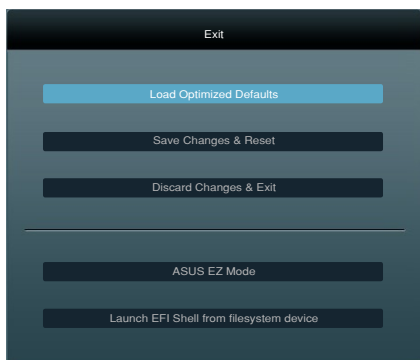 Exit
Load Optimized Defaults
Save Changes & Reset
Discard Changes & Exit
ASUS EZ Mode
Launch EFI Shell from filesystem device